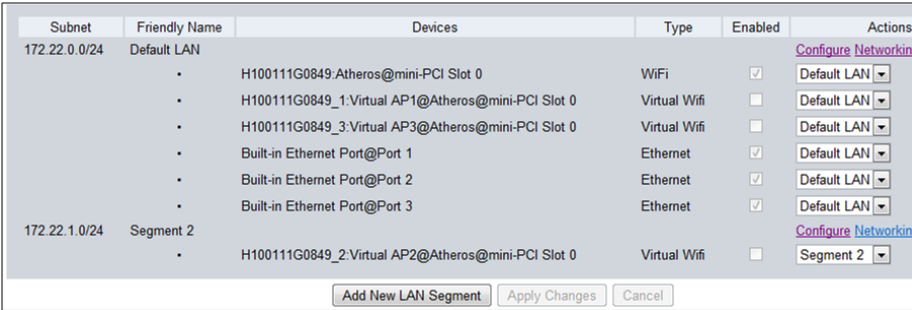 Subnet Friendly Name Devices Type Enabled Actions
172.22.0.0/24 Default LAN Configure Networkin
• H100111G0849:Atheros@mini-PCI Slot 0 WiFi Default LAN
• H100111G0849_1:Virtual AP1@Atheros@mini-PCI Slot 0 Virtual Wifi Default LAN
• H100111G0849_3:Virtual AP3@Atheros@mini-PCI Slot 0 Virtual Wifi Default LAN
• Built-in Ethernet Port@Port 1 Ethernet Default LAN
• Built-in Ethernet Port@Port 2 Ethernet Default LAN
• Built-in Ethernet Port@Port 3 Ethernet Default LAN
172.22.1.0/24 Segment 2 Configure Networkin
• H100111G0849_2:Virtual AP2@Atheros@mini-PCI Slot 0 Virtual Wifi Segment 2
Add New LAN Segment Apply Changes Cancel